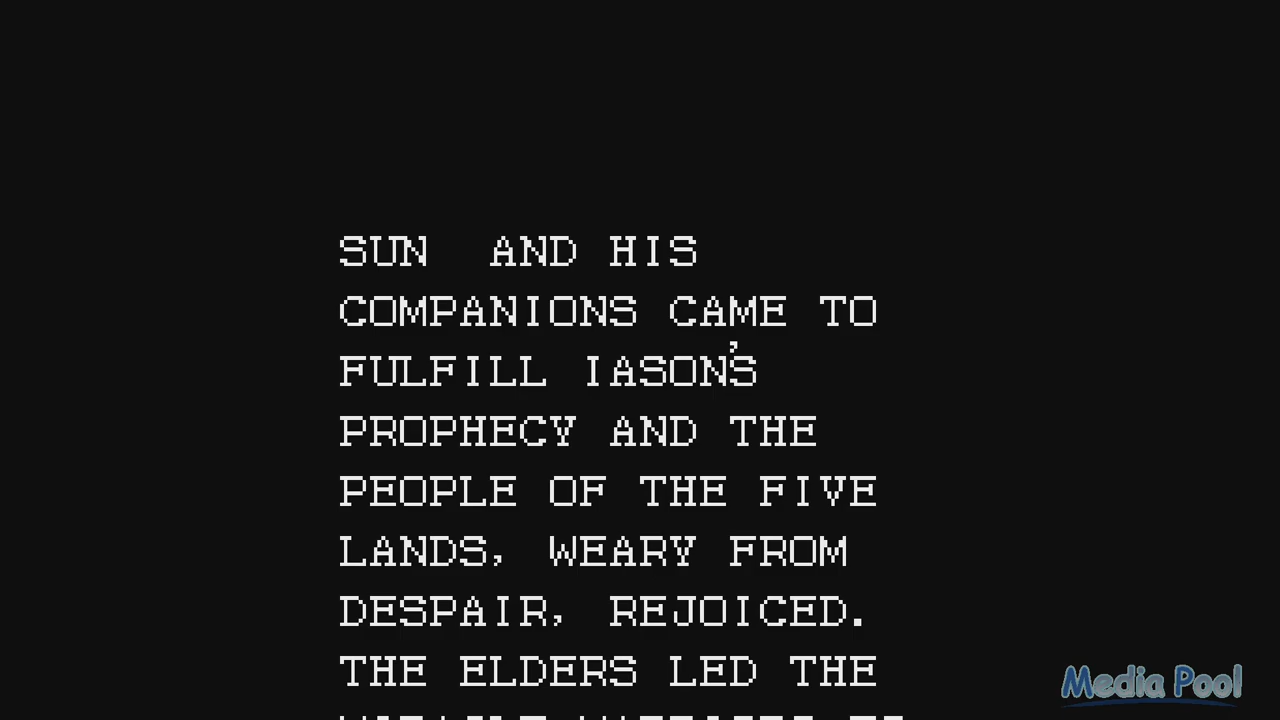 SUN  AND HIS
COMPANIONS CAME TO
FULFILL IASON'S
PROPHECY AND THE
PEOPLE OF THE FIVE
LANDS, WEARY FROM
DESPAIR, REJOICED.
THE ELDERS LED THE
Media Pool